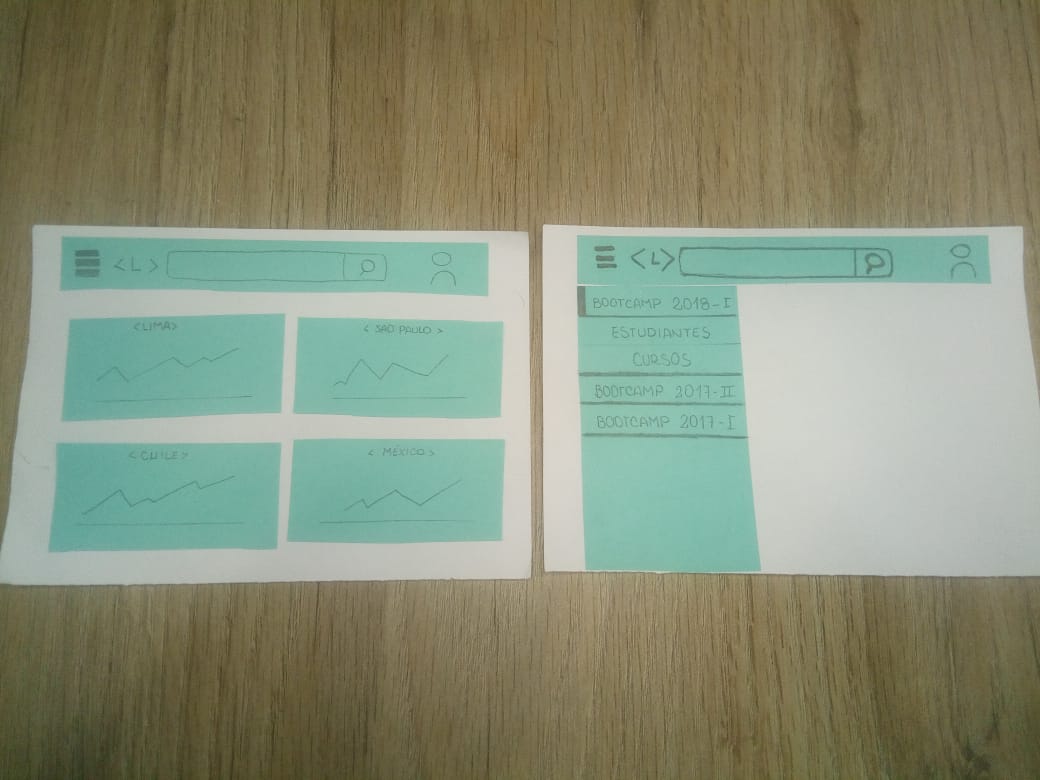 <L>
<LIMA>
< SAO PAULO >
< CHILE >
< MÉXICO >
<L>
BOOTCAMP 2018-I
ESTUDIANTES
CURSOS
BOOTCAMP 2017-II
BOOTCAMP 2017-I